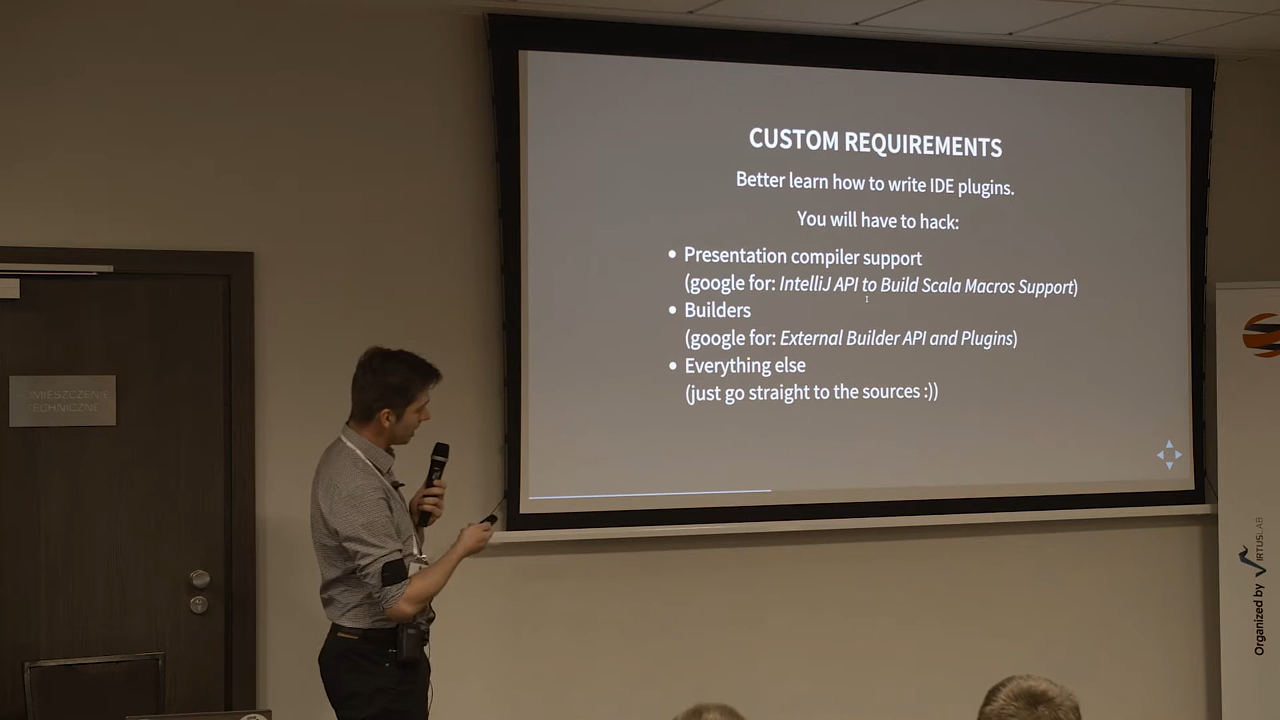 CUSTOM REQUIREMENTS
Better learn how to write IDE plugins.
You will have to hack:
• Presentation compiler support
(google for: IntelliJ API to Build Scala Macros Support)
• Builders
(google for: External Builder API and Plugins)
• Everything else
(just go straight to the sources :))
POMIESZCZENIE
TECHNICZNE
Organized by VIRTUSLAB